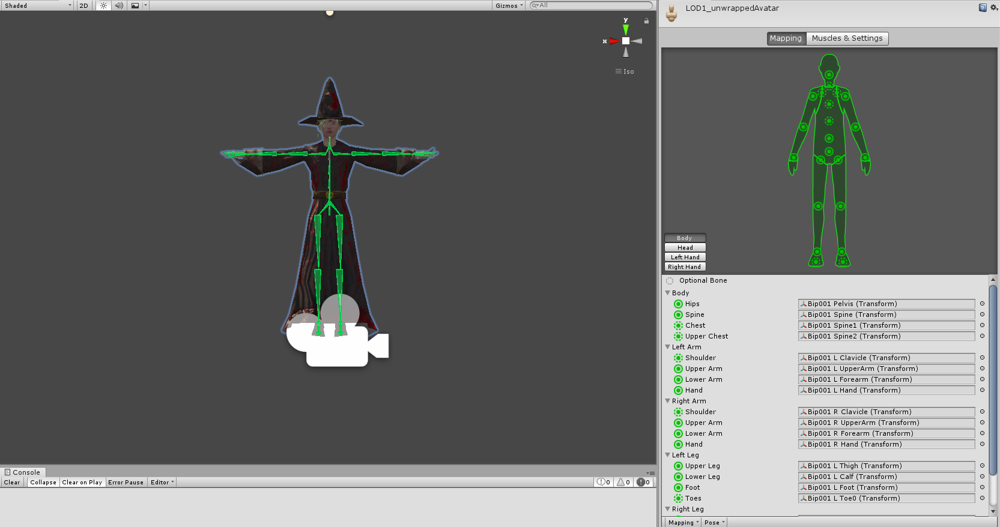 Shaded 2D Gizmos All
LOD1_unwrappedAvatar
y
x
Iso
Mapping Muscles & Settings
Body
Head
Left Hand
Right Hand
Optional Bone
Body
Hips Bip001 Pelvis (Transform)
Spine Bip001 Spine (Transform)
Chest Bip001 Spine1 (Transform)
Upper Chest Bip001 Spine2 (Transform)
Left Arm
Shoulder Bip001 L Clavicle (Transform)
Upper Arm Bip001 L UpperArm (Transform)
Lower Arm Bip001 L Forearm (Transform)
Hand Bip001 L Hand (Transform)
Right Arm
Shoulder Bip001 R Clavicle (Transform)
Upper Arm Bip001 R UpperArm (Transform)
Lower Arm Bip001 R Forearm (Transform)
Hand Bip001 R Hand (Transform)
Left Leg
Upper Leg Bip001 L Thigh (Transform)
Lower Leg Bip001 L Calf (Transform)
Foot Bip001 L Foot (Transform)
Toes Bip001 L Toe0 (Transform)
Right Leg
Mapping Pose
Console
Clear Collapse Clear on Play Error Pause Editor 0 0 0